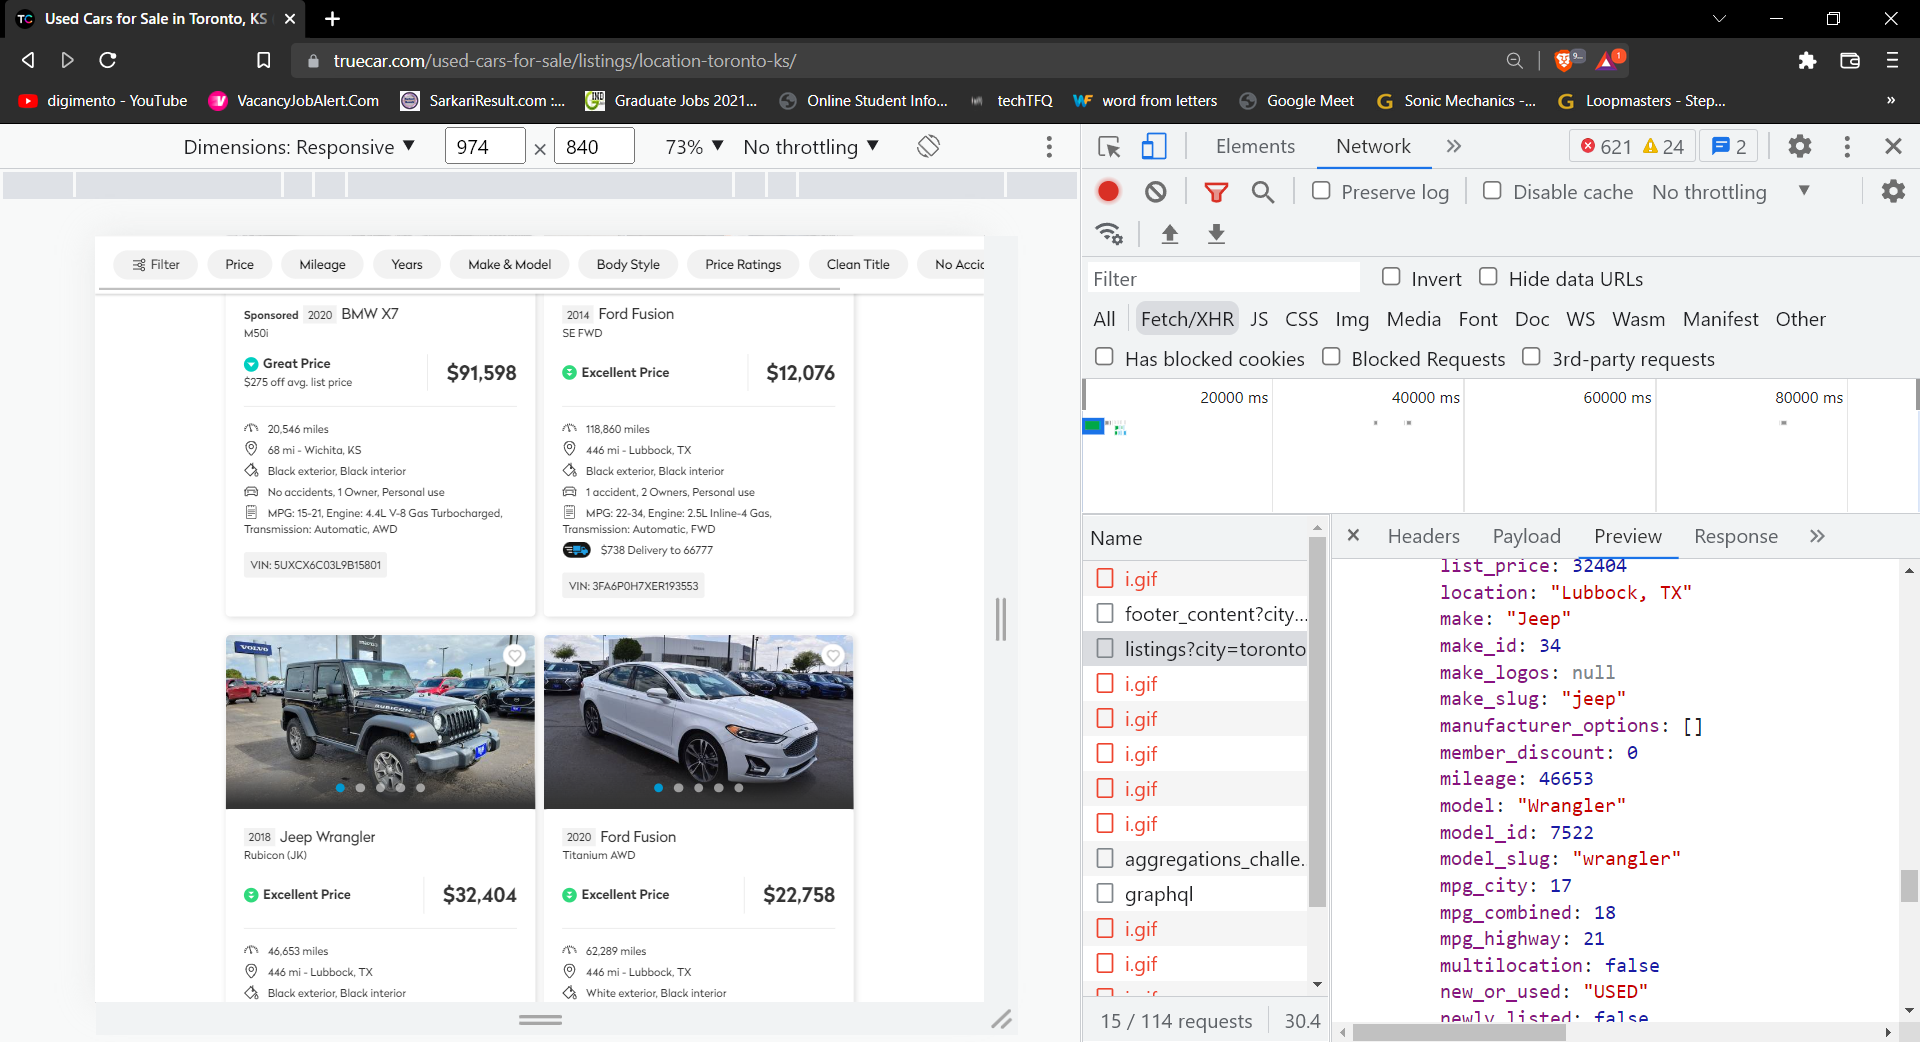 Used Cars for Sale in Toronto, KS
truecar.com/used-cars-for-sale/listings/location-toronto-ks/
9...
1
digimento - YouTube
VacancyJobAlert.Com
SarkariResult.com :...
Graduate Jobs 2021...
Online Student Info...
techTFQ
word from letters
Google Meet
Sonic Mechanics -...
Loopmasters - Step...
»
Dimensions: Responsive
974
×
840
73%
No throttling
Filter
Price
Mileage
Years
Make & Model
Body Style
Price Ratings
Clean Title
No Accic
Sponsored 2020 BMW X7
M50i
Great Price
$275 off avg. list price
$91,598
20,546 miles
68 mi - Wichita, KS
Black exterior, Black interior
No accidents, 1 Owner, Personal use
MPG: 15-21, Engine: 4.4L V-8 Gas Turbocharged,
Transmission: Automatic, AWD
VIN: 5UXCX6C03L9B15801
2014 Ford Fusion
SE FWD
Excellent Price
$12,076
118,860 miles
446 mi - Lubbock, TX
Black exterior, Black interior
1 accident, 2 Owners, Personal use
MPG: 22-34, Engine: 2.5L Inline-4 Gas,
Transmission: Automatic, FWD
$738 Delivery to 66777
VIN: 3FA6P0H7XER193553
VOLVO
RUBICON
2018 Jeep Wrangler
Rubicon (JK)
Excellent Price
$32,404
46,653 miles
446 mi - Lubbock, TX
Black exterior, Black interior
2020 Ford Fusion
Titanium AWD
Excellent Price
$22,758
62,289 miles
446 mi - Lubbock, TX
White exterior, Black interior
Elements
Network
»
621
24
2
Preserve log
Disable cache
No throttling
Filter
Invert
Hide data URLs
All
Fetch/XHR
JS
CSS
Img
Media
Font
Doc
WS
Wasm
Manifest
Other
Has blocked cookies
Blocked Requests
3rd-party requests
20000 ms
40000 ms
60000 ms
80000 ms
Name
i.gif
footer_content?city...
listings?city=toronto
i.gif
i.gif
i.gif
i.gif
i.gif
aggregations_challe.
graphql
i.gif
i.gif
i.gif
15 / 114 requests
30.4
Headers
Payload
Preview
Response
»
list_price: 32404
location: "Lubbock, TX"
make: "Jeep"
make_id: 34
make_logos: null
make_slug: "jeep"
manufacturer_options: []
member_discount: 0
mileage: 46653
model: "Wrangler"
model_id: 7522
model_slug: "wrangler"
mpg_city: 17
mpg_combined: 18
mpg_highway: 21
multilocation: false
new_or_used: "USED"
newly_listed: false